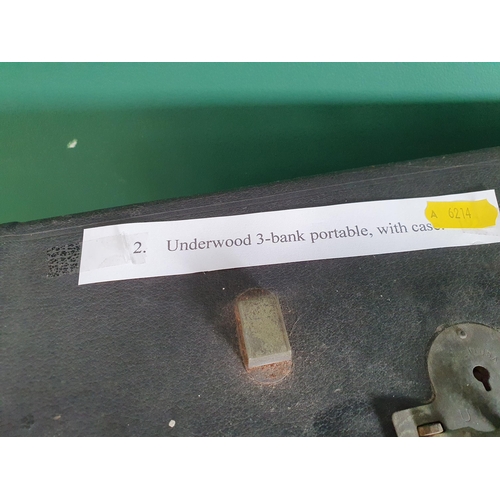 2. Underwood 3-bank portable, with case.
A 6214